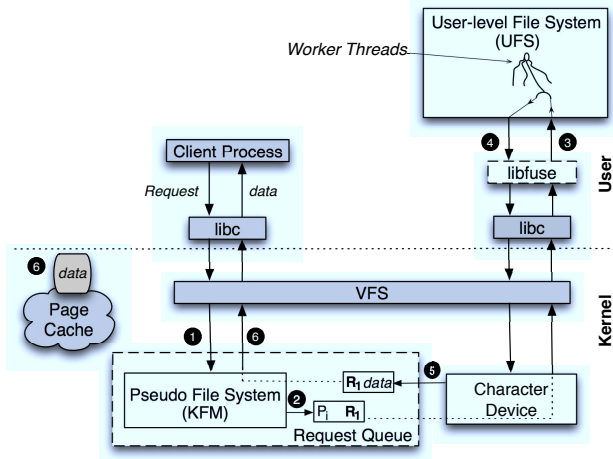 User-level File System
(UFS)
Worker Threads
4
3
Client Process
libfuse
Request
data
User
libc
libc
6
data
Page
Cache
VFS
Kernel
1
6
5
R1 data
Pseudo File System
(KFM)
2
Pi R1
Request Queue
Character
Device